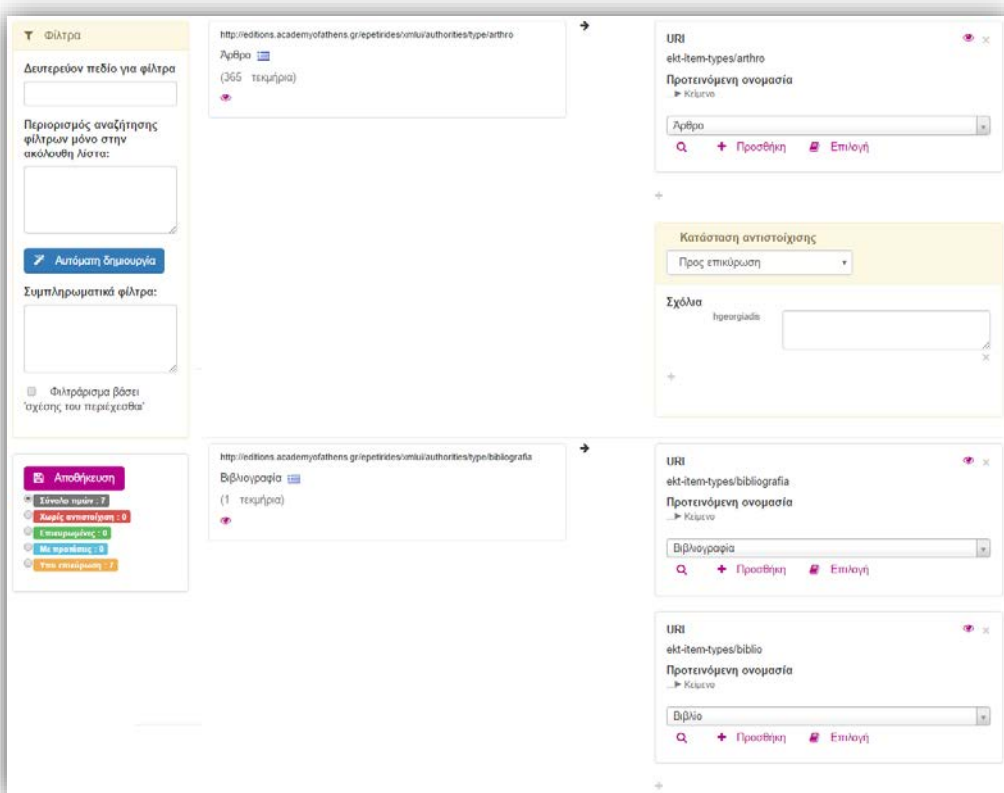 Φίλτρα
Δευτερεύον πεδίο για φίλτρα
Περιορισμός αναζήτησης
φίλτρων μόνο στην
ακόλουθη λίστα:
Αυτόματη δημιουργία
Συμπληρωματικά φίλτρα:
Φιλτράρισμα βάσει
'σχέσης του περιέχεσθαι'
Αποθήκευση
Σύνολο τιμών : 7
Χωρίς αντιστοίχιση : 0
Επικυρωμένες : 0
Με προτάσεις : 0
Υπο επικύρωση : 7
http://editions.academyofathens.gr/epetirides/xmlui/authorities/type/arthro
Άρθρο
(365 τεκμήρια)
URI
ekt-item-types/arthro
Προτεινόμενη ονομασία
...► Κείμενο
Άρθρο
Προσθήκη Επιλογή
Κατάσταση αντιστοίχισης
Προς επικύρωση
Σχόλια
hgeorgiadis
http://editions.academyofathens.gr/epetirides/xmlui/authorities/type/bibliografia
Βιβλιογραφία
(1 τεκμήρια)
URI
ekt-item-types/bibliografia
Προτεινόμενη ονομασία
...► Κείμενο
Βιβλιογραφία
Προσθήκη Επιλογή
URI
ekt-item-types/biblio
Προτεινόμενη ονομασία
...► Κείμενο
Βιβλίο
Προσθήκη Επιλογή